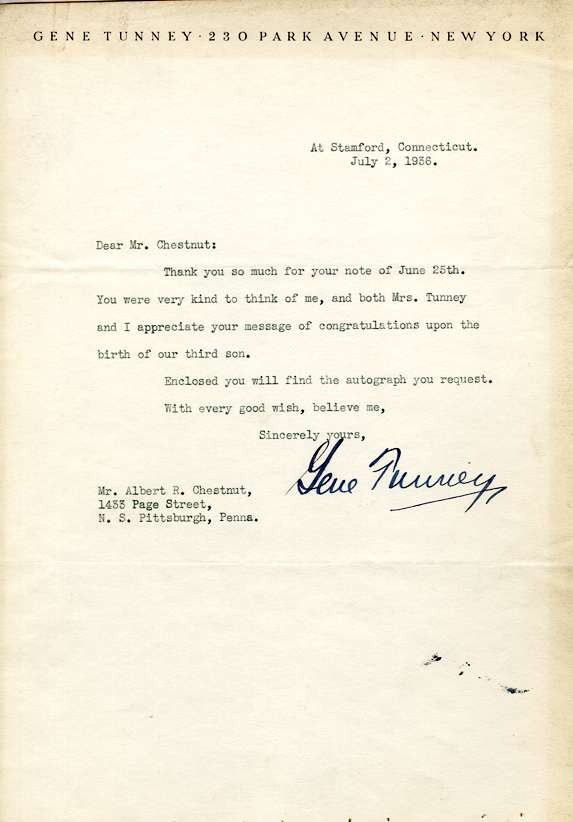 GENE TUNNEY · 230 PARK AVENUE · NEW YORK
At Stamford, Connecticut.
July 2, 1936.
Dear Mr. Chestnut:
Thank you so much for your note of June 25th.
You were very kind to think of me, and both Mrs. Tunney
and I appreciate your message of congratulations upon the
birth of our third son.
Enclosed you will find the autograph you request.
With every good wish, believe me,
Sincerely yours,
Gene Tunney
Mr. Albert R. Chestnut,
1433 Page Street,
N. S. Pittsburgh, Penna.